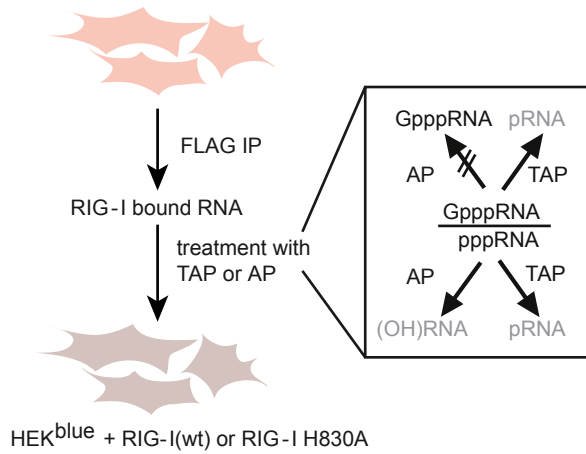 FLAG IP
RIG-I bound RNA
treatment with
TAP or AP
GpppRNA pRNA
AP TAP
GpppRNA
pppRNA
AP TAP
(OH)RNA pRNA
HEKblue + RIG-I(wt) or RIG-I H830A